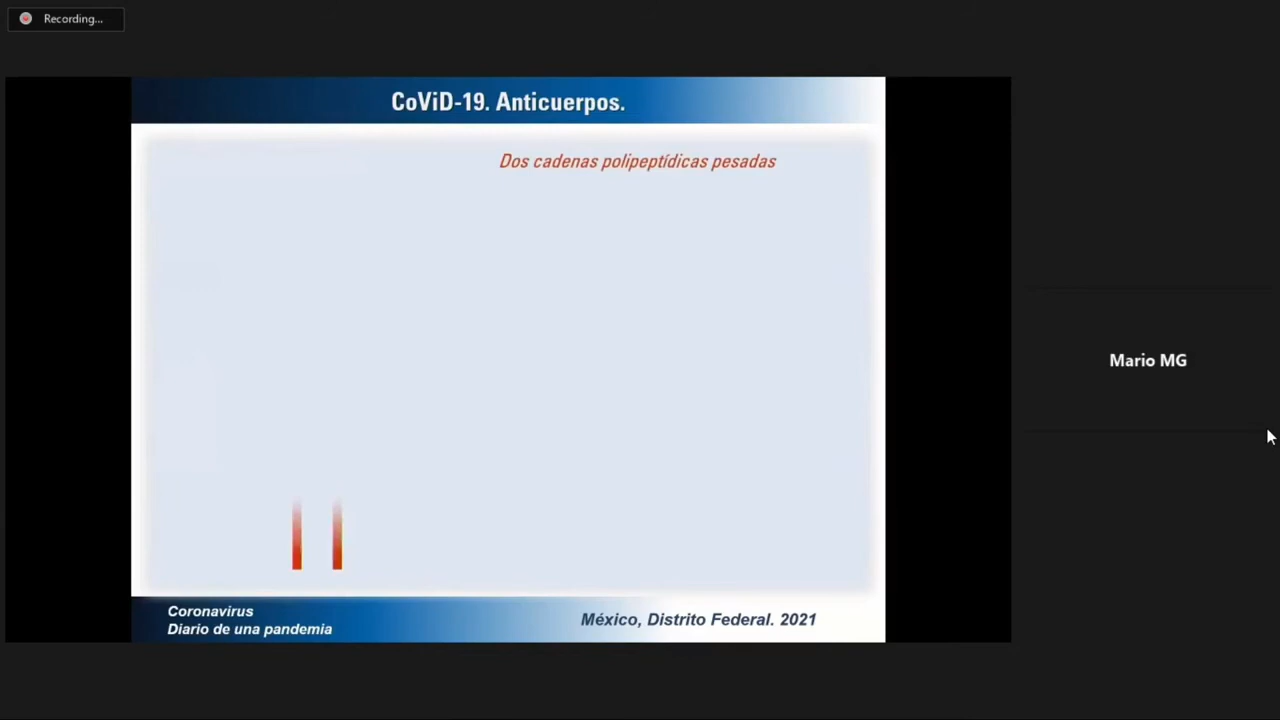 Recording...
CoViD-19. Anticuerpos.
Dos cadenas polipeptídicas pesadas
Mario MG
Coronavirus
Diario de una pandemia
México, Distrito Federal. 2021